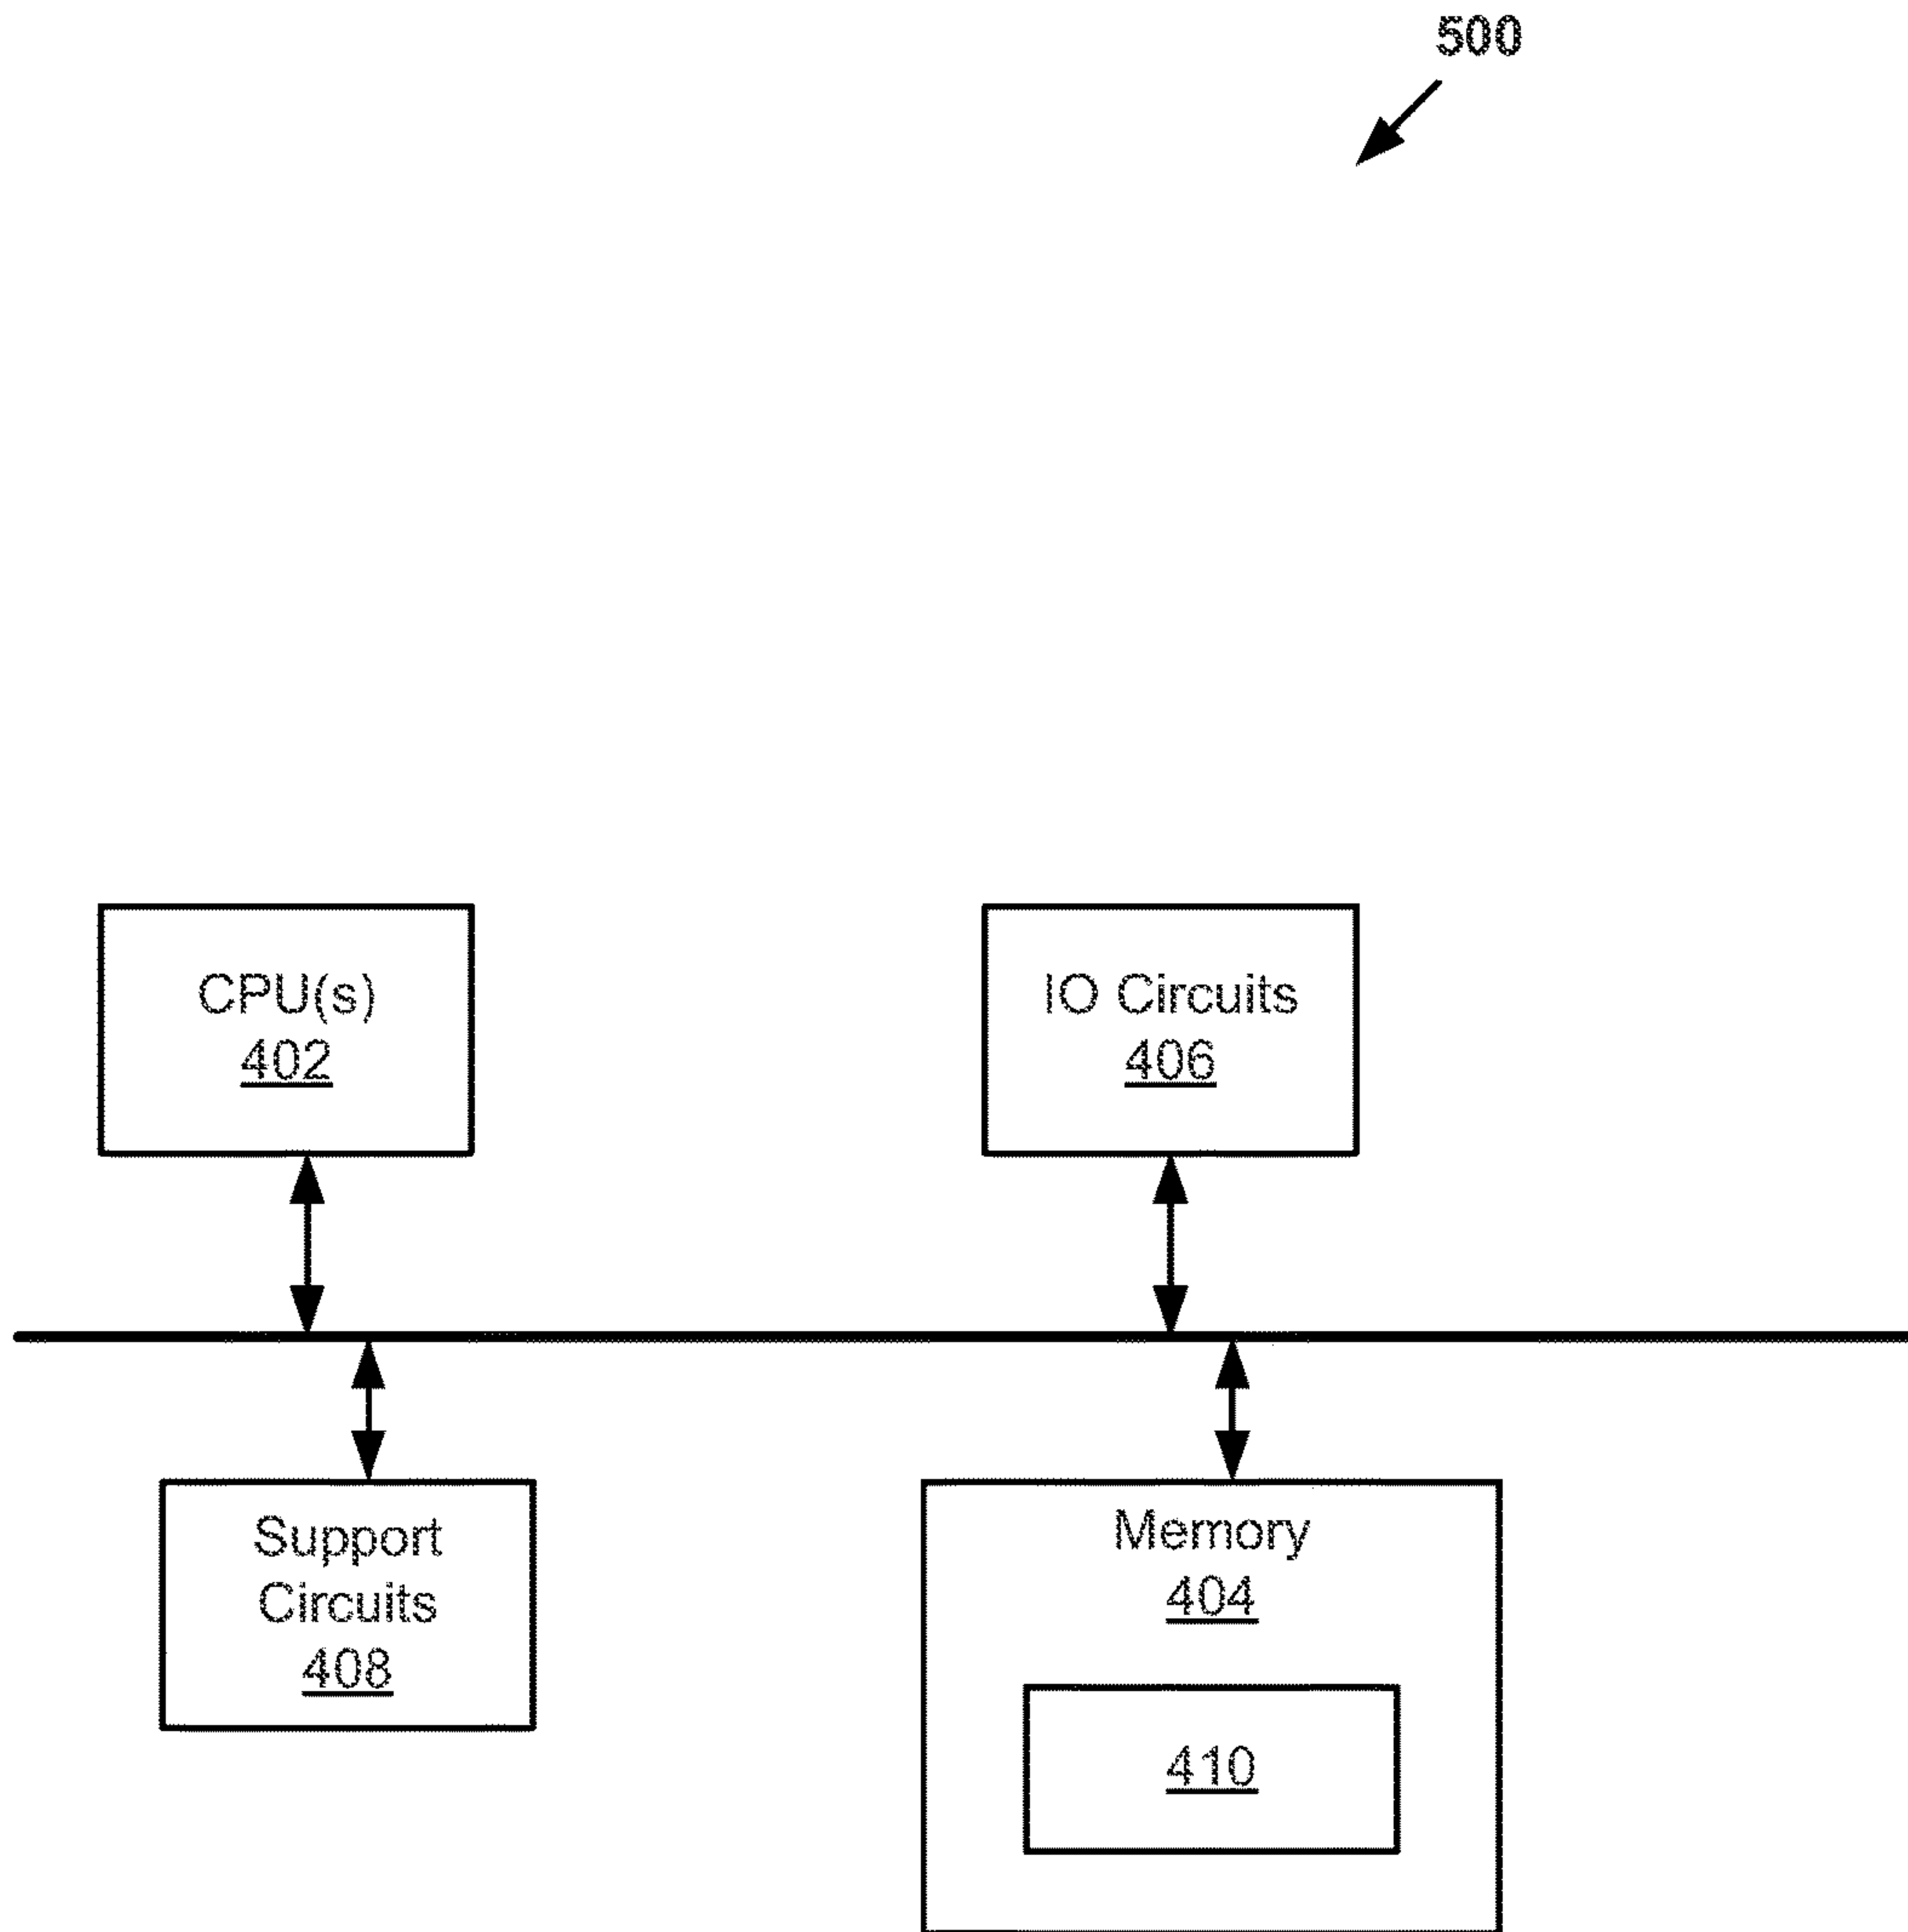 500
CPU(s)
402
IO Circuits
406
Support
Circuits
408
Memory
404
410